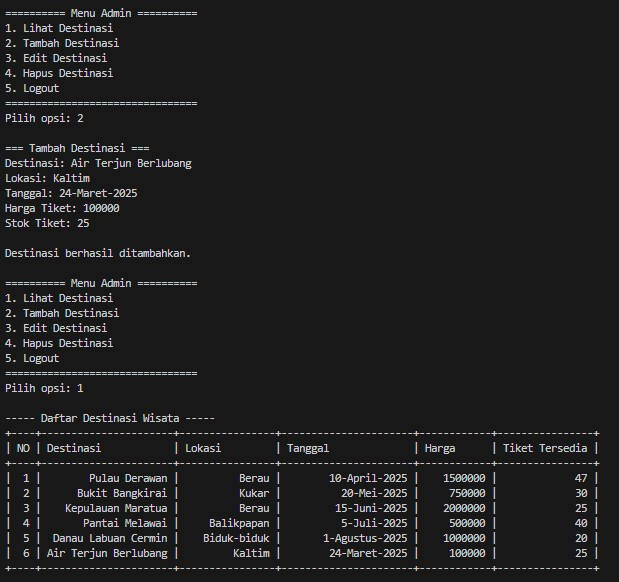 ========== Menu Admin ==========
1. Lihat Destinasi
2. Tambah Destinasi
3. Edit Destinasi
4. Hapus Destinasi
5. Logout
================================
Pilih opsi: 2

=== Tambah Destinasi ===
Destinasi: Air Terjun Berlubang
Lokasi: Kaltim
Tanggal: 24-Maret-2025
Harga Tiket: 100000
Stok Tiket: 25

Destinasi berhasil ditambahkan.

========== Menu Admin ==========
1. Lihat Destinasi
2. Tambah Destinasi
3. Edit Destinasi
4. Hapus Destinasi
5. Logout
================================
Pilih opsi: 1

----- Daftar Destinasi Wisata -----
+----+----------------------+----------------+----------------------+------------+----------------+
| NO | Destinasi            | Lokasi         | Tanggal              | Harga      | Tiket Tersedia |
+----+----------------------+----------------+----------------------+------------+----------------+
|  1 |        Pulau Derawan |          Berau |        10-April-2025 |    1500000 |             47 |
|  2 |      Bukit Bangkirai |          Kukar |          20-Mei-2025 |     750000 |             30 |
|  3 |    Kepulauan Maratua |          Berau |         15-Juni-2025 |    2000000 |             25 |
|  4 |       Pantai Melawai |     Balikpapan |          5-Juli-2025 |     500000 |             40 |
|  5 |  Danau Labuan Cermin |    Biduk-biduk |       1-Agustus-2025 |    1000000 |             20 |
|  6 | Air Terjun Berlubang |         Kaltim |        24-Maret-2025 |     100000 |             25 |
+----+----------------------+----------------+----------------------+------------+----------------+